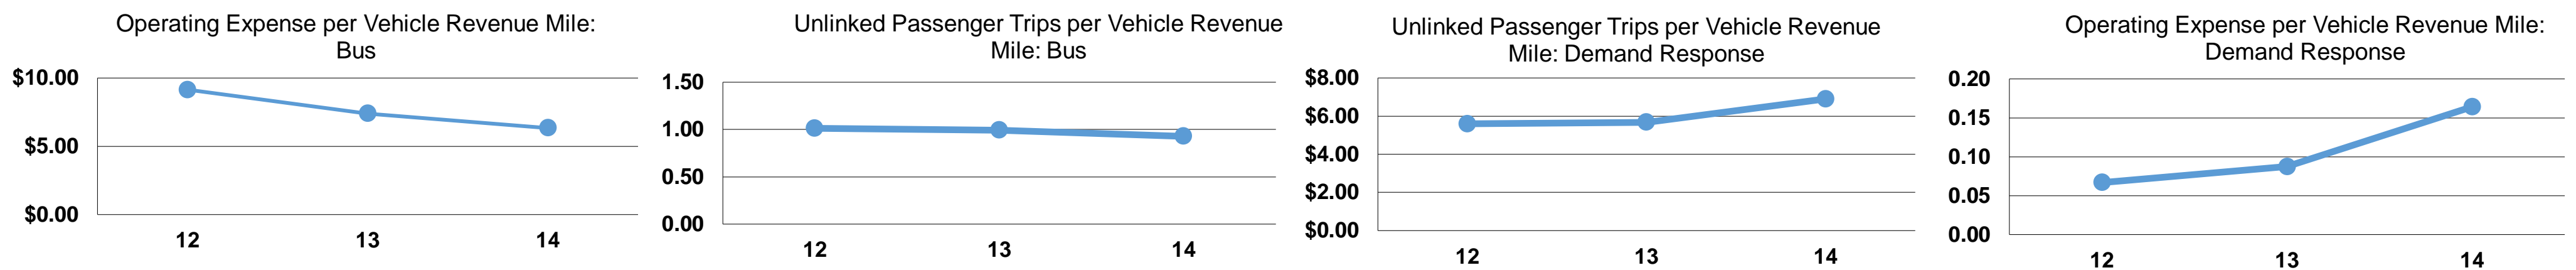 Operating Expense per Vehicle Revenue Mile:
Bus
$10.00
$5.00
$0.00
12 13 14
Unlinked Passenger Trips per Vehicle Revenue
Mile: Bus
1.50
1.00
0.50
0.00
12 13 14
Unlinked Passenger Trips per Vehicle Revenue
Mile: Demand Response
$8.00
$6.00
$4.00
$2.00
$0.00
12 13 14
Operating Expense per Vehicle Revenue Mile:
Demand Response
0.20
0.15
0.10
0.05
0.00
12 13 14